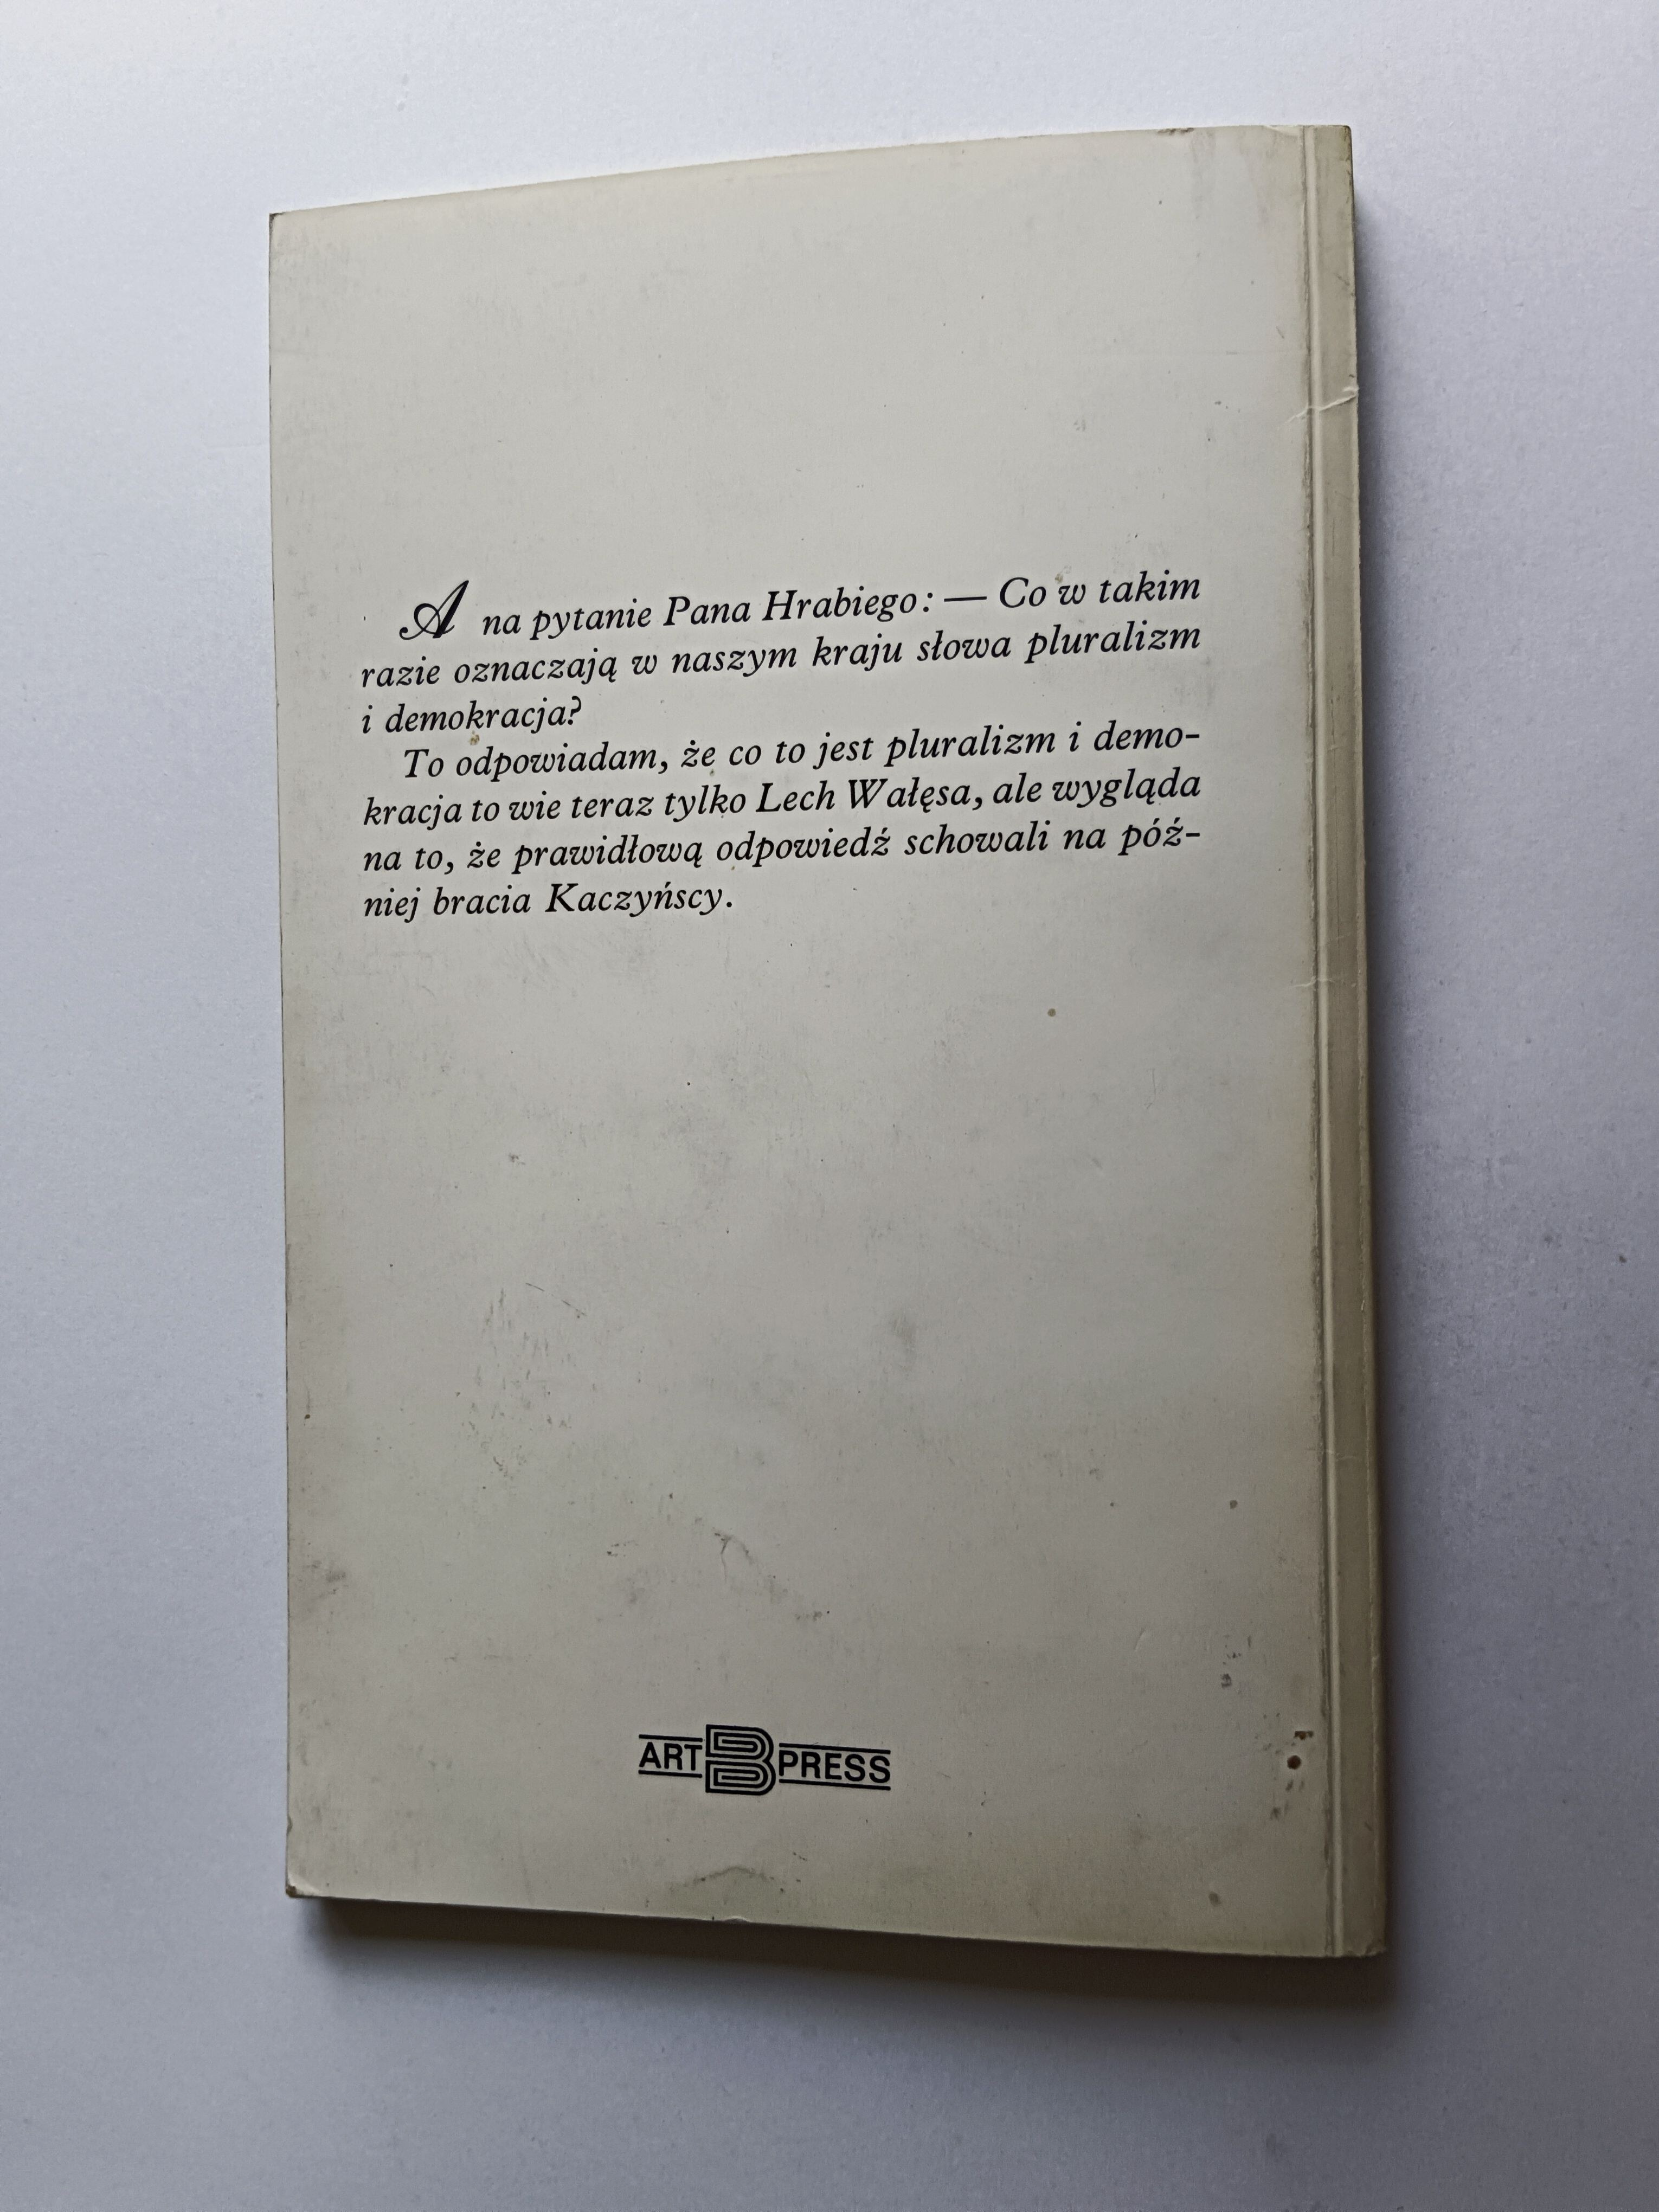 A na pytanie Pana Hrabiego: — Co w takim
razie oznaczają w naszym kraju słowa pluralizm
i demokracja?
To odpowiadam, że co to jest pluralizm i demo-
kracja to wie teraz tylko Lech Wałęsa, ale wygląda
na to, że prawidłową odpowiedź schowali na póź-
niej bracia Kaczyńscy.
ART B PRESS